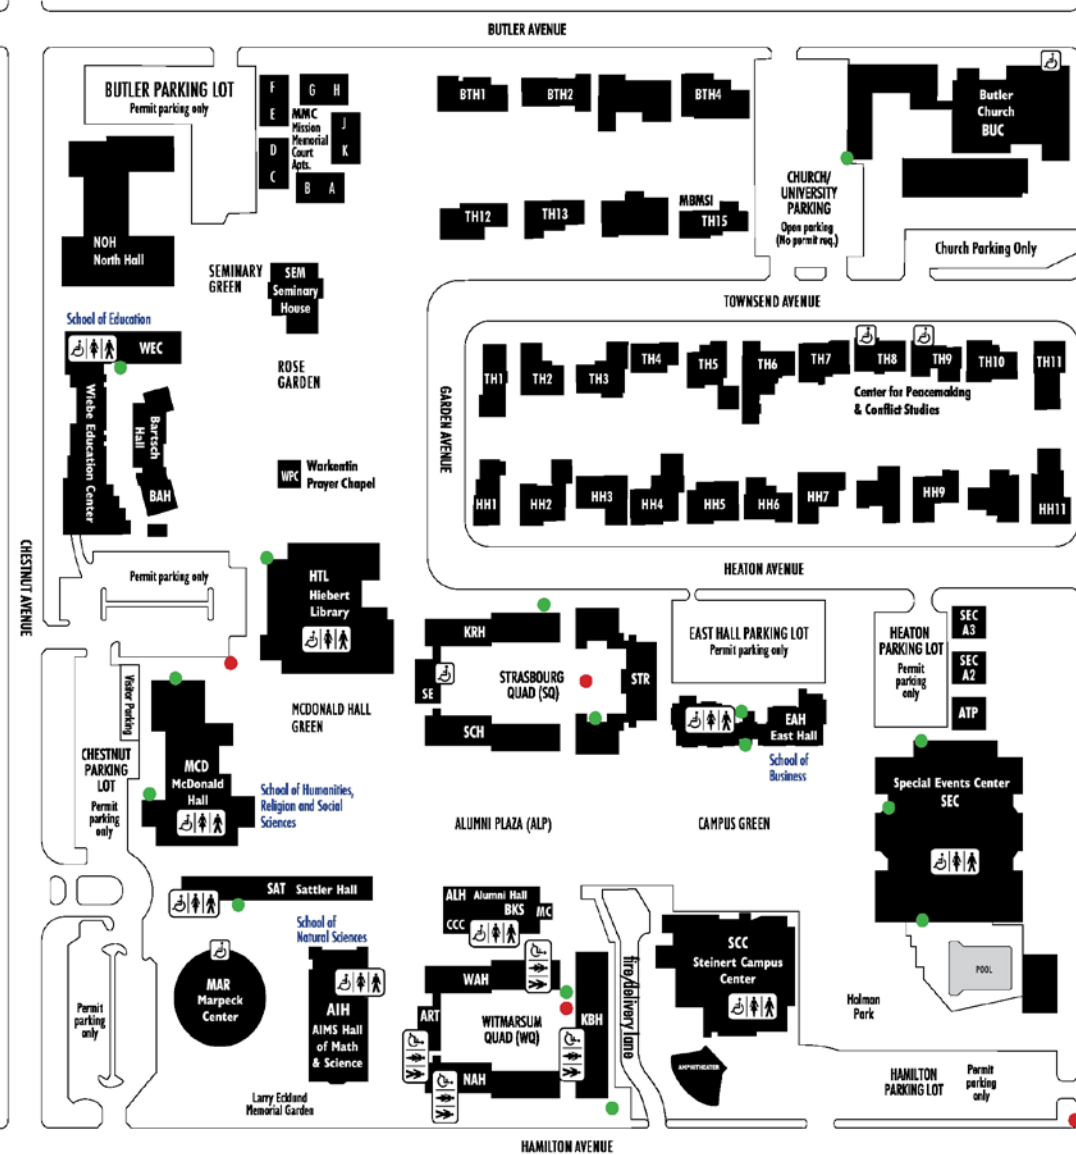 BUTLER AVENUE
BUTLER PARKING LOT
Permit parking only
F
G H
E
MMC
Mission
Memorial
Court
Apts.
J
K
D
C
B A
BTH1
BTH2
BTH4
Butler
Church
BUC
CHURCH/
UNIVERSITY
PARKING
Open parking
(No permit req.)
Church Parking Only
TH12
TH13
MBMSI
TH15
NOH
North Hall
SEMINARY
GREEN
SEM
Seminary
House
TOWNSEND AVENUE
School of Education
WEC
Wiebe Education Center
Bartsch
Hall
BAH
ROSE
GARDEN
WPC
Warkentin
Prayer Chapel
GARDEN AVENUE
TH1
TH2
TH3
TH4
TH5
TH6
TH7
TH8
TH9
TH10
TH11
Center for Peacemaking
& Conflict Studies
HH1
HH2
HH3
HH4
HH5
HH6
HH7
HH9
HH11
HEATON AVENUE
CHESTNUT AVENUE
Permit parking only
HTL
Hiebert
Library
KRH
SE
SCH
STRASBOURG
QUAD (SQ)
STR
EAST HALL PARKING LOT
Permit parking only
HEATON
PARKING LOT
Permit
parking
only
SEC
A3
SEC
A2
ATP
EAH
East Hall
School of
Business
Visitor Parking
MCDONALD HALL
GREEN
CHESTNUT
PARKING
LOT
Permit
parking
only
MCD
McDonald
Hall
School of Humanities,
Religion and Social
Sciences
ALUMNI PLAZA (ALP)
CAMPUS GREEN
Special Events Center
SEC
SAT Sattler Hall
School of
Natural Sciences
ALH Alumni Hall
BKS
MC
CCC
MAR
Marpeck
Center
AIH
AIMS Hall
of Math
& Science
WAH
ART
WITMARSUM
QUAD (WQ)
KBH
NAH
fire/delivery lane
SCC
Steinert Campus
Center
AMPHITHEATER
POOL
Holman
Park
Permit
parking
only
Larry Ecklund
Memorial Garden
HAMILTON
PARKING LOT
Permit
parking
only
HAMILTON AVENUE